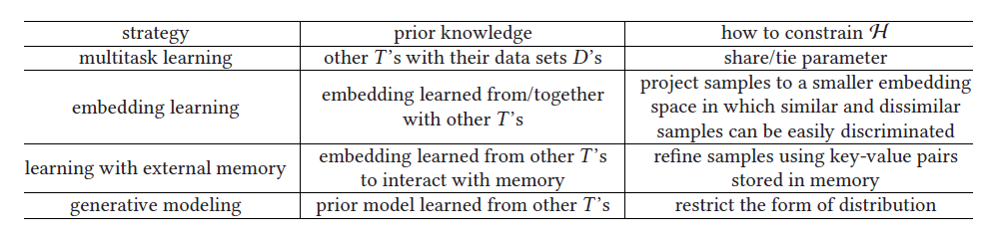 strategy prior knowledge how to constrain ℋ
multitask learning other T's with their data sets D's share/tie parameter
embedding learning embedding learned from/together with other T's project samples to a smaller embedding space in which similar and dissimilar samples can be easily discriminated
learning with external memory embedding learned from other T's to interact with memory refine samples using key-value pairs stored in memory
generative modeling prior model learned from other T's restrict the form of distribution